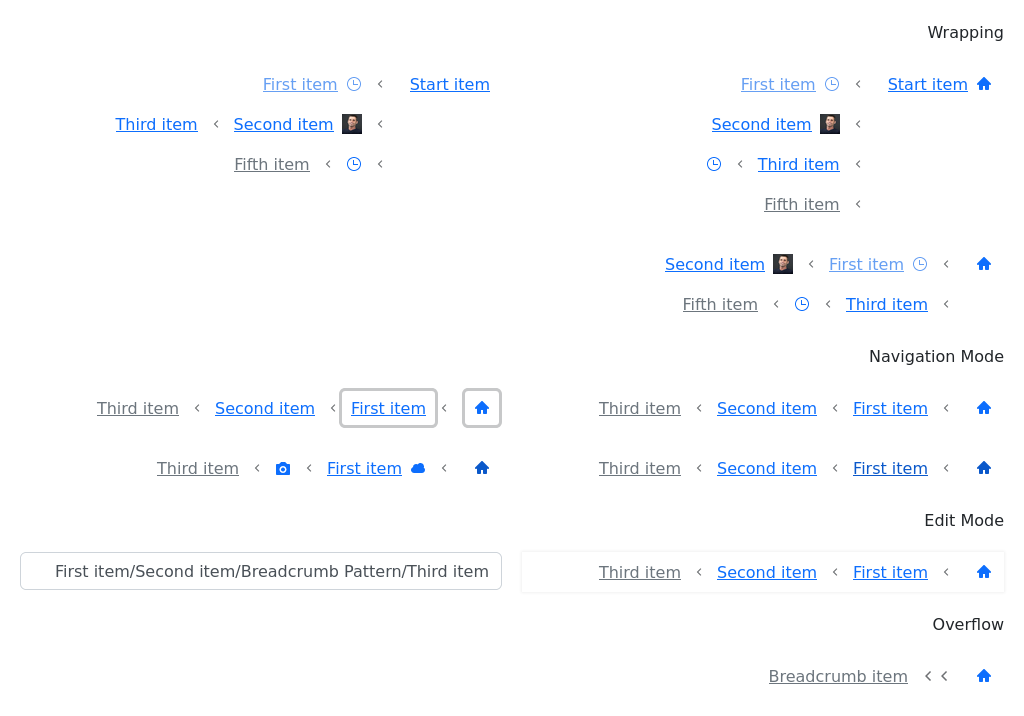 Wrapping
Start item First item
Second item
Third item
Fifth item
Start item First item
Second item Third item
Fifth item
First item Second item
Third item Fifth item
Navigation Mode
First item Second item Third item
First item Second item Third item
First item Second item Third item
First item Third item
Edit Mode
First item Second item Third item
First item/Second item/Breadcrumb Pattern/Third item
Overflow
Breadcrumb item